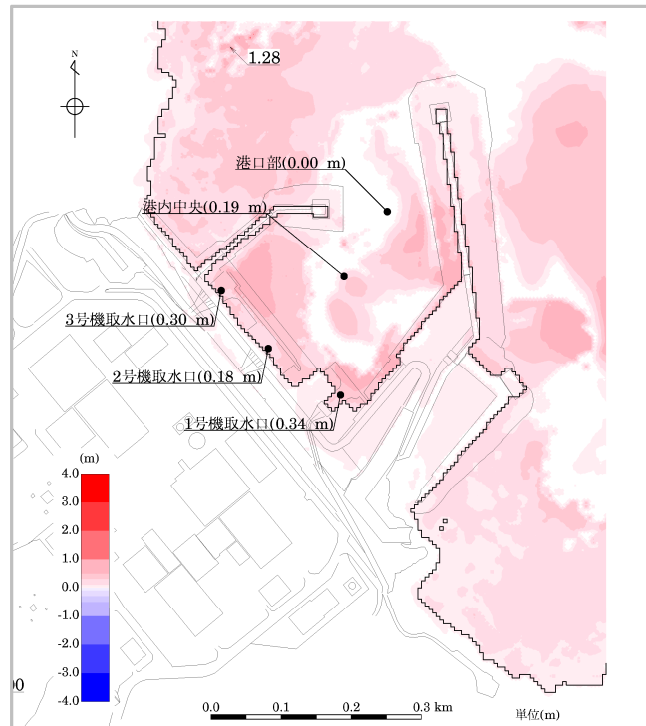 1.28
N
港口部(0.00 m)
港内中央(0.19 m)
3号機取水口(0.30 m)
2号機取水口(0.18 m)
1号機取水口(0.34 m)
(m)
4.0
3.0
2.0
1.0
0.0
-1.0
-2.0
-3.0
-4.0
00
0.0 0.1 0.2 0.3 km
単位(m)